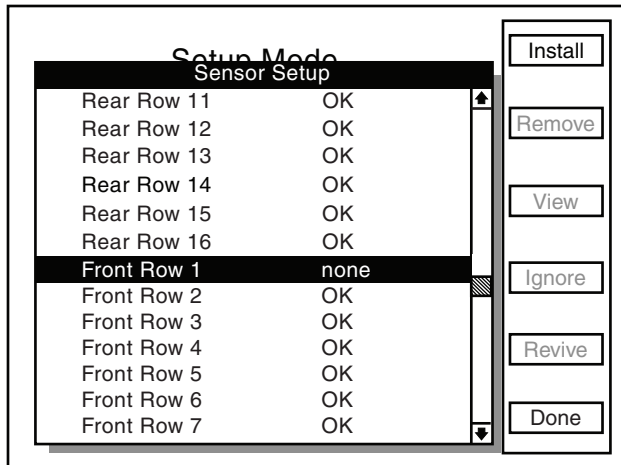 Setup Mode
Sensor Setup
Rear Row 11 OK
Rear Row 12 OK
Rear Row 13 OK
Rear Row 14 OK
Rear Row 15 OK
Rear Row 16 OK
Front Row 1 none
Front Row 2 OK
Front Row 3 OK
Front Row 4 OK
Front Row 5 OK
Front Row 6 OK
Front Row 7 OK
Install
Remove
View
Ignore
Revive
Done